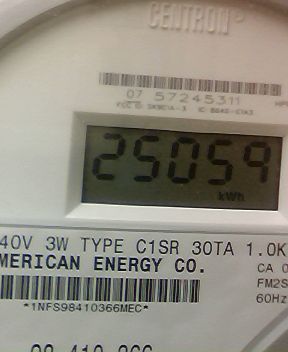 CENTRON
07 57245311
25059
kWh
40V 3W TYPE C1SR 30TA 1.0K
MERICAN ENERGY CO.
CA 0
FM2S
60Hz
*1NFS98410366MEC*